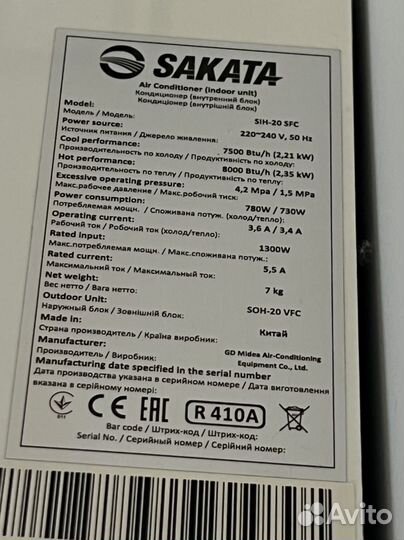 SAKATA
Air Conditioner (indoor unit)
Кондиционер (внутренний блок)
Кондиціонер (внутрішній блок)
Model: SIH-20 SFC
Модель / Модель:
Power source: 220~240 V, 50 Hz
Источник питания / Джерело живлення:
Cool performance: 7500 Btu/h (2,21 kW)
Производительность по холоду / Продуктивність по холоду:
Hot performance: 8000 Btu/h (2,35 kW)
Производительность по теплу / Продуктивність по теплу:
Excessive operating pressure: 4,2 Mpa / 1,5 MPa
Макс.рабочее давление / Макс.робочий тиск:
Power consumption: 780W / 730W
Потребляемая мощн. / Споживана потуж. (холод/тепло):
Operating current: 3,6 A / 3,4 A
Рабочий ток / Робочий ток (холод/тепло):
Rated input: 1300W
Макс.потребляемая мощн. / Макс.споживана потуж.:
Rated current: 5,5 A
Максимальний ток / Максимальный ток:
Net weight: 7 kg
Вес нетто / Вага нетто:
Outdoor Unit: SOH-20 VFC
Наружный блок / Зовнішній блок:
Made in: Китай
Страна производитель / Країна виробник:
Manufacturer: GD Midea Air-Conditioning
Производитель / Виробник: Equipment Co., Ltd.
Manufacturing date specified in the serial number
Дата производства указана в серийном номере / Дата виготовлення
вказана в серійному номері:
CE EAC R 410A
Bar code / Штрих-код / Штрих-код:
Serial No. / Серийный номер / Серійний номер:
Avito